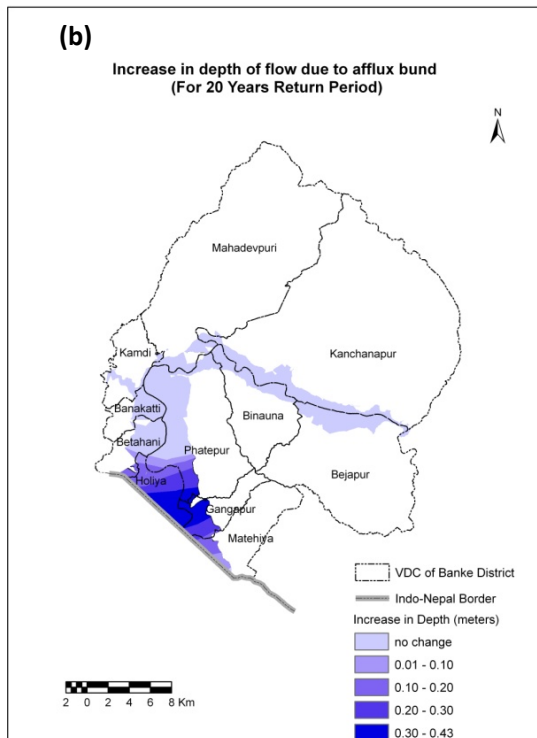 (b)
Increase in depth of flow due to afflux bund
(For 20 Years Return Period)
N
Mahadevpuri
Kamdi
Kanchanapur
Banakatti
Binauna
Betahani
Phatepur
Bejapur
Holiya
Gangapur
Matehiya
VDC of Banke District
Indo-Nepal Border
Increase in Depth (meters)
no change
0.01 - 0.10
0.10 - 0.20
0.20 - 0.30
0.30 - 0.43
2 0 2 4 6 8 Km